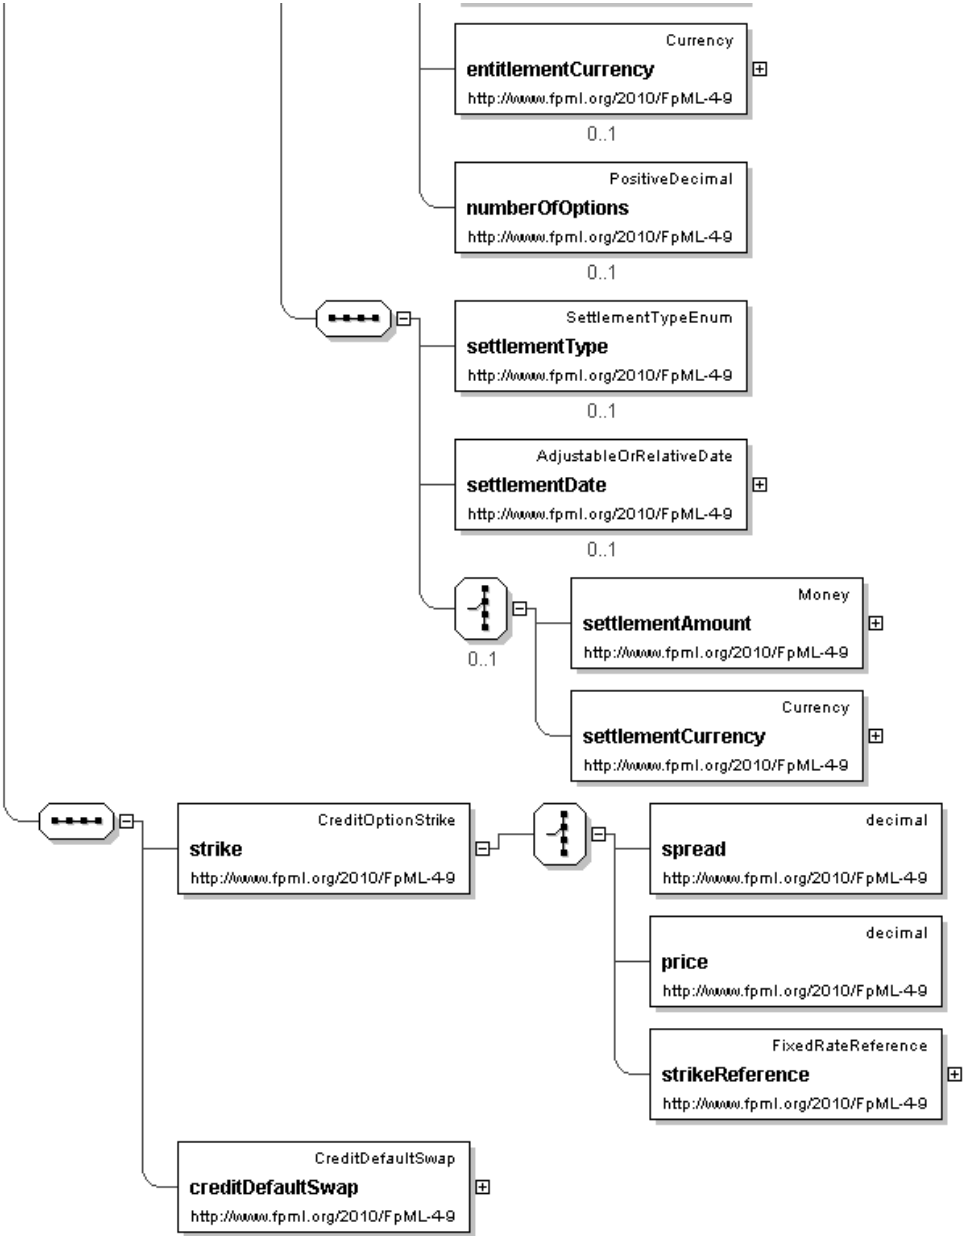 Currency
entitlementCurrency
http://www.fpml.org/2010/FpML-4-9
0..1
PositiveDecimal
numberOfOptions
http://www.fpml.org/2010/FpML-4-9
0..1
SettlementTypeEnum
settlementType
http://www.fpml.org/2010/FpML-4-9
0..1
AdjustableOrRelativeDate
settlementDate
http://www.fpml.org/2010/FpML-4-9
0..1
Money
settlementAmount
http://www.fpml.org/2010/FpML-4-9
0..1
Currency
settlementCurrency
http://www.fpml.org/2010/FpML-4-9
CreditOptionStrike
strike
http://www.fpml.org/2010/FpML-4-9
decimal
spread
http://www.fpml.org/2010/FpML-4-9
decimal
price
http://www.fpml.org/2010/FpML-4-9
FixedRateReference
strikeReference
http://www.fpml.org/2010/FpML-4-9
CreditDefaultSwap
creditDefaultSwap
http://www.fpml.org/2010/FpML-4-9